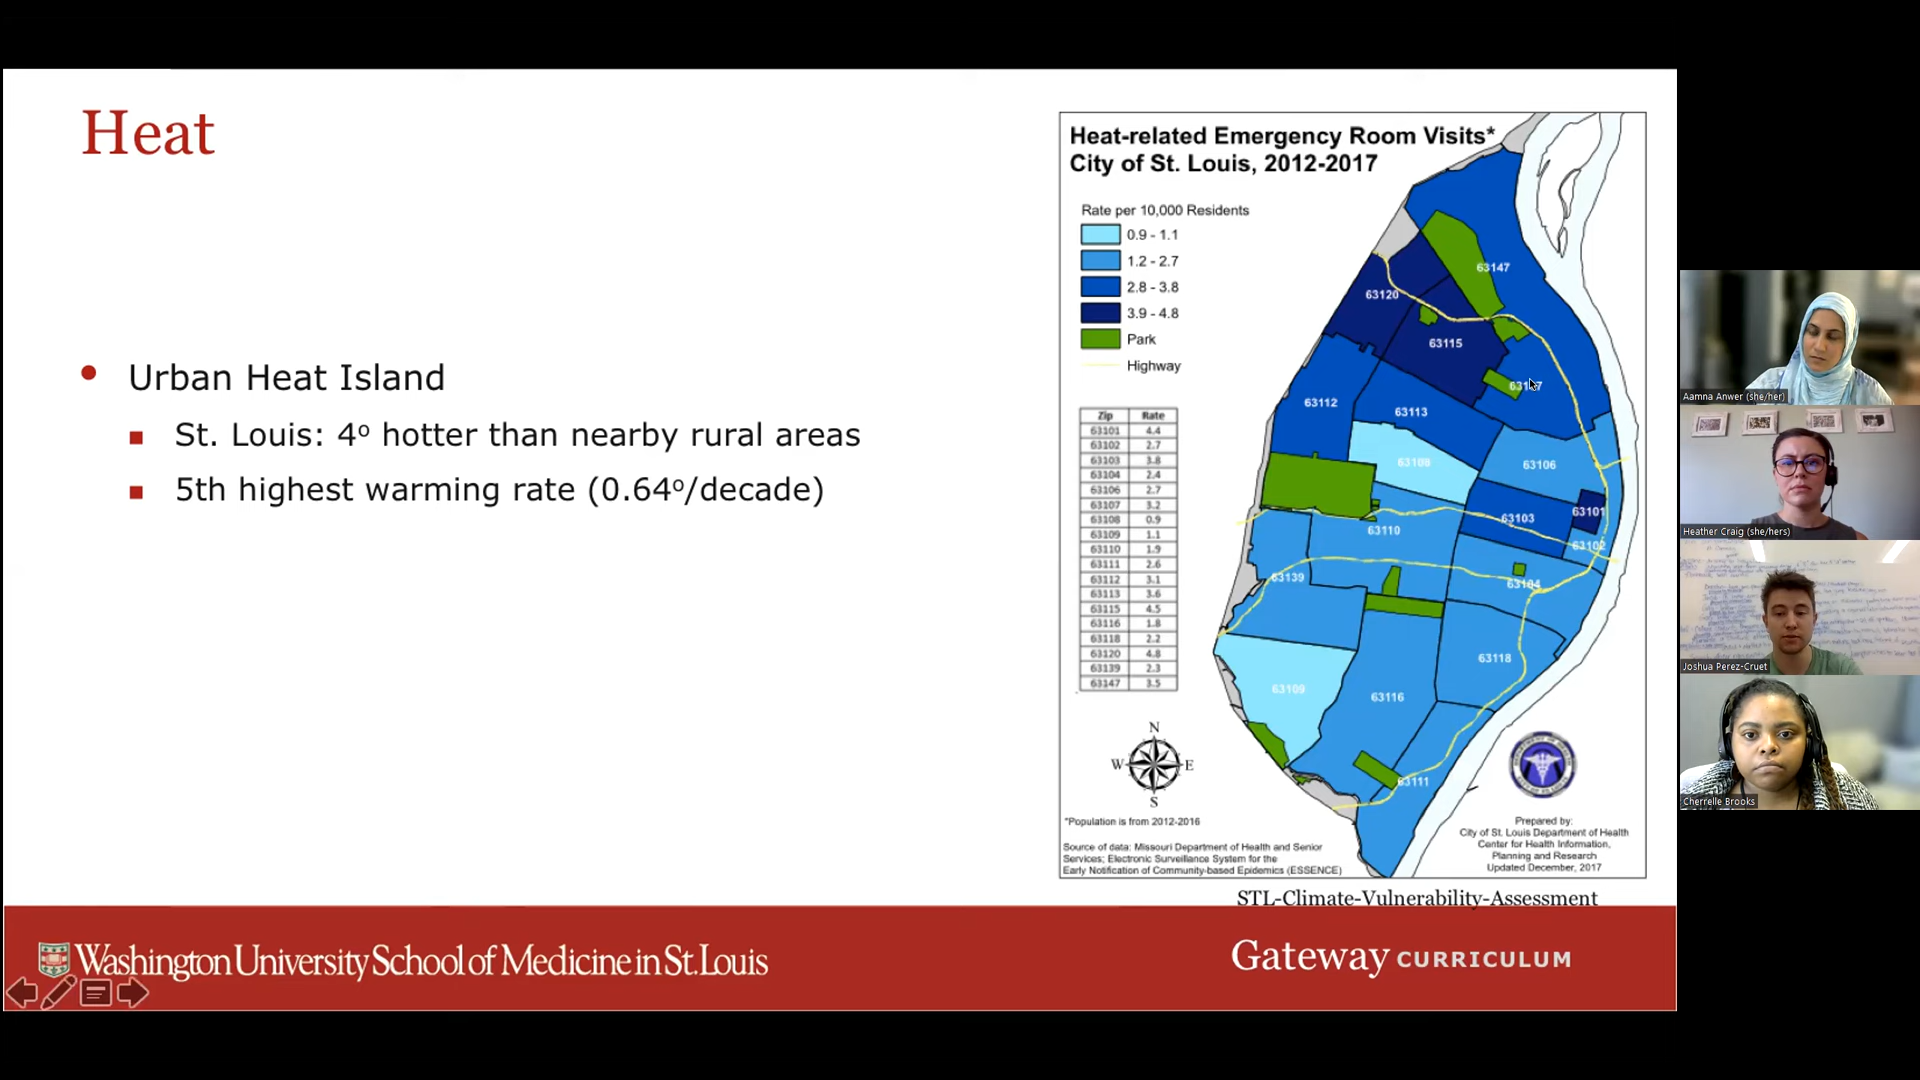 Heat
Urban Heat Island
St. Louis: 4º hotter than nearby rural areas
5th highest warming rate (0.64º/decade)
Heat-related Emergency Room Visits*
City of St. Louis, 2012-2017
Rate per 10,000 Residents
0.9 - 1.1
1.2 - 2.7
2.8 - 3.8
3.9 - 4.8
Park
Highway
Zip Rate
63101 4.4
63102 2.7
63103 3.8
63104 2.4
63106 2.7
63107 3.2
63108 0.9
63109 1.1
63110 1.9
63111 2.6
63112 3.1
63113 3.6
63115 4.5
63116 1.8
63118 2.2
63120 4.8
63139 2.3
63147 3.5
63147
63120
63115
63112
63113
63108
63106
63103
63101
63102
63110
63139
63104
63118
63109
63116
63111
N
W E
S
*Population is from 2012-2016
Source of data: Missouri Department of Health and Senior
Services; Electronic Surveillance System for the
Early Notification of Community-based Epidemics (ESSENCE)
Prepared by:
City of St. Louis Department of Health
Center for Health Information,
Planning and Research
Updated December, 2017
STL-Climate-Vulnerability-Assessment
Washington University School of Medicine in St. Louis
Gateway CURRICULUM
Aamna Anwer (she/her)
Heather Craig (she/hers)
Joshua Perez-Cruet
Cherrelle Brooks